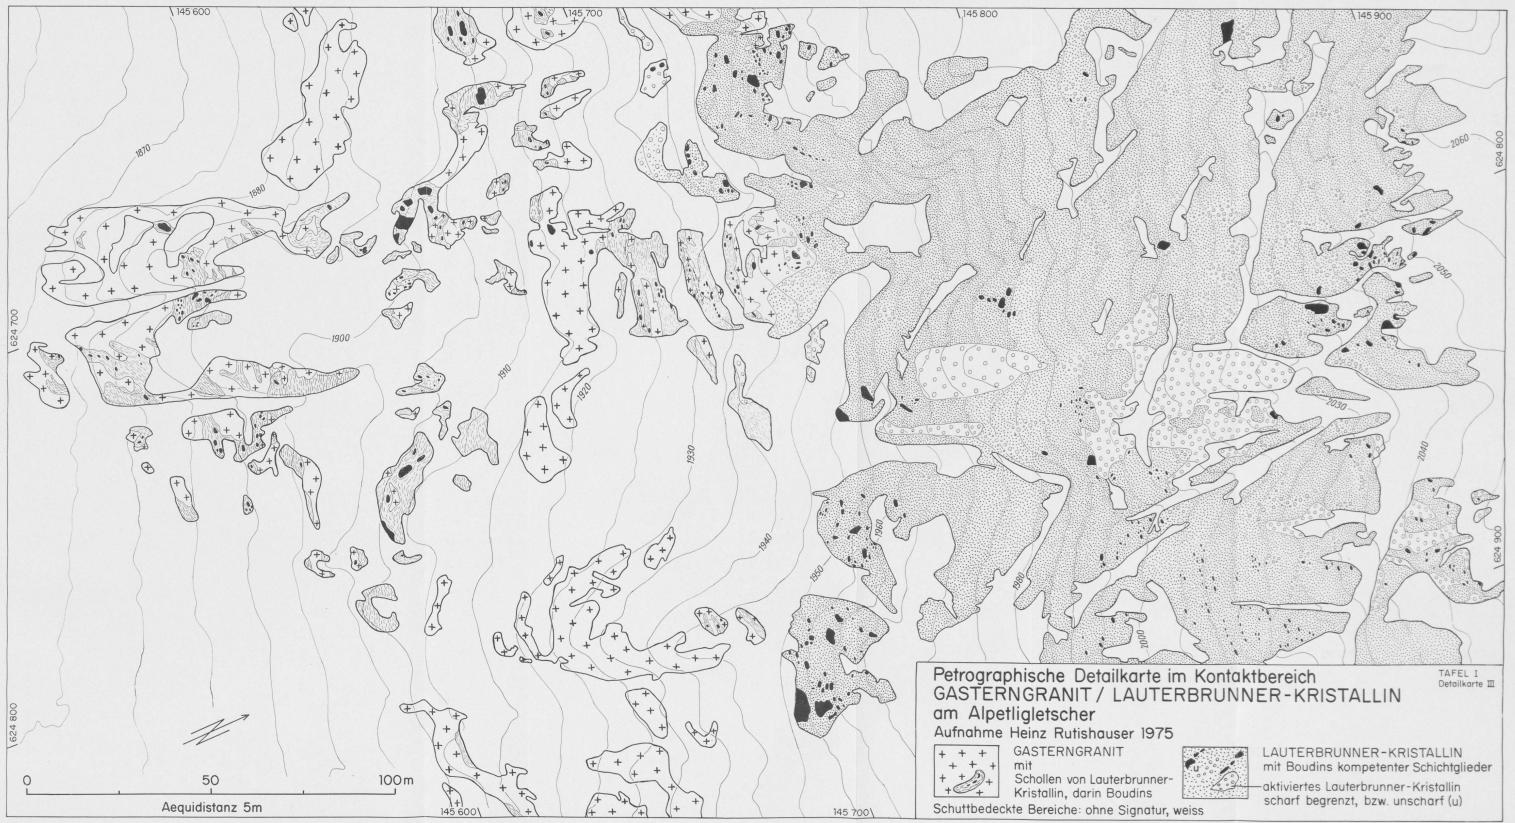 145 600
145 700
145 800
145 900
1870
1880
2060
624 800
2050
624 700
1900
1910
1920
2030
1930
2040
1940
1960
1950
1980
624 900
2000
624 800
0 50 100 m
Aequidistanz 5m
145 600
145 700
Petrographische Detailkarte im Kontaktbereich
GASTERNGRANIT / LAUTERBRUNNER-KRISTALLIN
am Alpetligletscher
Aufnahme Heinz Rutishauser 1975
TAFEL I
Detailkarte III
GASTERNGRANIT
mit
Schollen von Lauterbrunner-
Kristallin, darin Boudins
LAUTERBRUNNER-KRISTALLIN
mit Boudins kompetenter Schichtglieder
aktiviertes Lauterbrunner-Kristallin
scharf begrenzt, bzw. unscharf (u)
Schuttbedeckte Bereiche: ohne Signatur, weiss